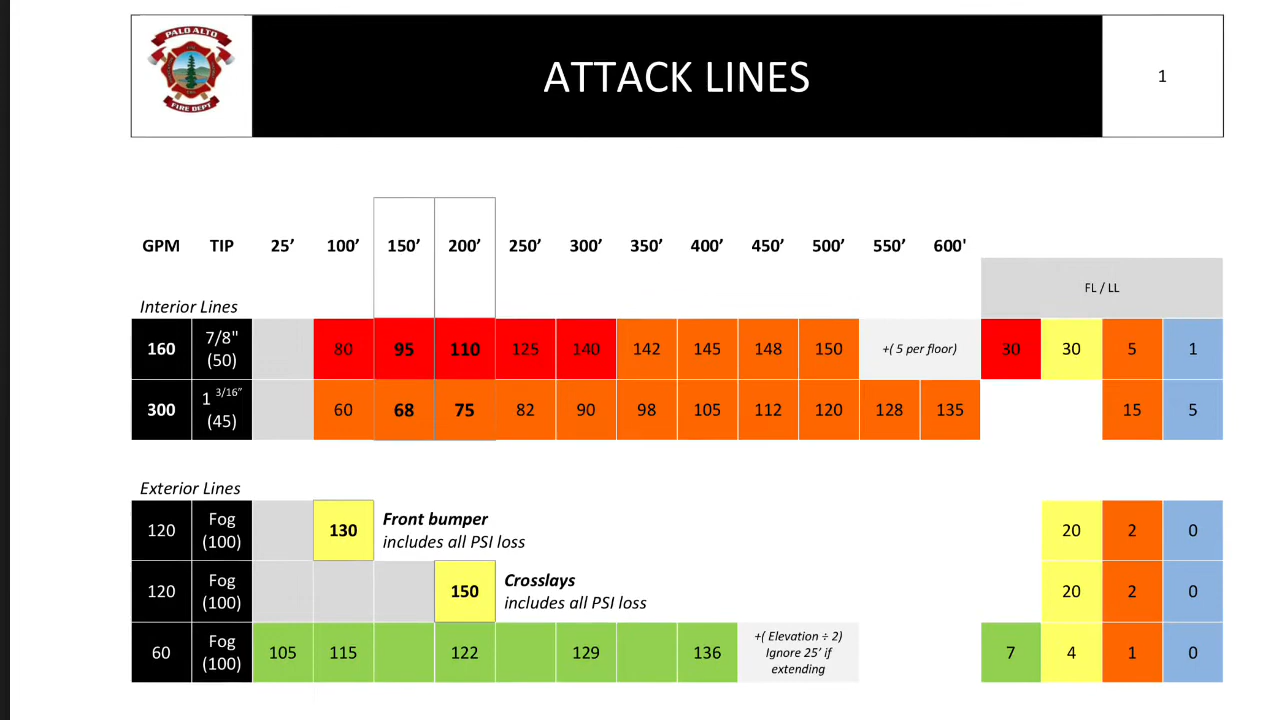 PALO ALTO
FIRE DEPT
ATTACK LINES
1
GPM TIP 25’ 100’ 150’ 200’ 250’ 300’ 350’ 400’ 450’ 500’ 550’ 600'
FL / LL
Interior Lines
160 7/8" (50) 80 95 110 125 140 142 145 148 150 +( 5 per floor) 30 30 5 1
300 1 3/16” (45) 60 68 75 82 90 98 105 112 120 128 135 15 5
Exterior Lines
120 Fog (100) 130 Front bumper includes all PSI loss 20 2 0
120 Fog (100) 150 Crosslays includes all PSI loss 20 2 0
60 Fog (100) 105 115 122 129 136 +( Elevation ÷ 2) Ignore 25’ if extending 7 4 1 0